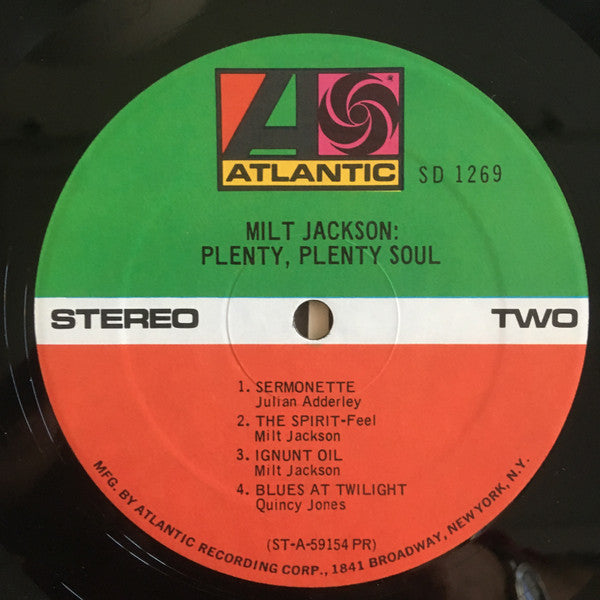 ATLANTIC
SD 1269
MILT JACKSON:
PLENTY, PLENTY SOUL
STEREO
TWO
1. SERMONETTE
Julian Adderley
2. THE SPIRIT-Feel
Milt Jackson
3. IGNUNT OIL
Milt Jackson
4. BLUES AT TWILIGHT
Quincy Jones
(ST-A-59154 PR)
MFG. BY ATLANTIC RECORDING CORP., 1841 BROADWAY, NEW YORK, N.Y.